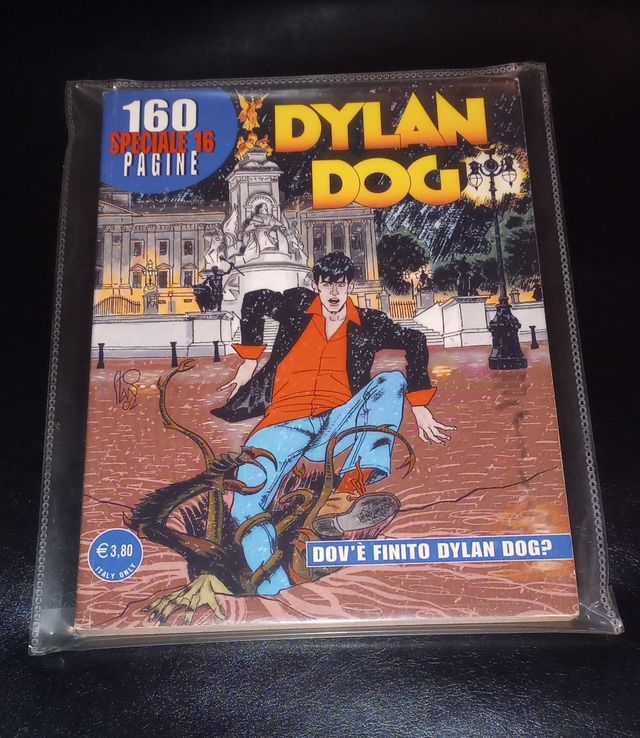 160
SPECIALE 16
PAGINE
DYLAN
DOG
€ 3,80
ITALY ONLY
DOV'È FINITO DYLAN DOG?